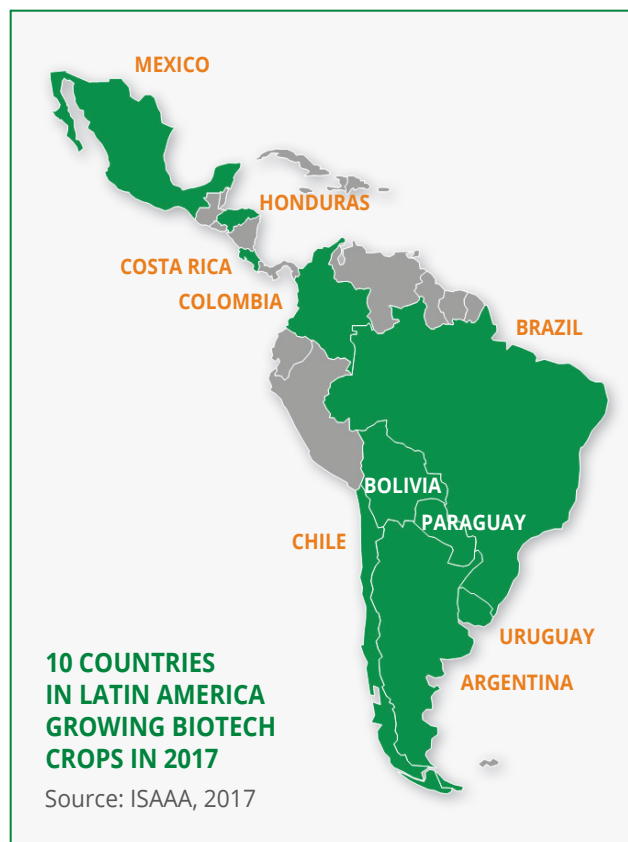 MEXICO
HONDURAS
COSTA RICA
COLOMBIA
BRAZIL
BOLIVIA
PARAGUAY
CHILE
URUGUAY
ARGENTINA
10 COUNTRIES
IN LATIN AMERICA
GROWING BIOTECH
CROPS IN 2017
Source: ISAAA, 2017